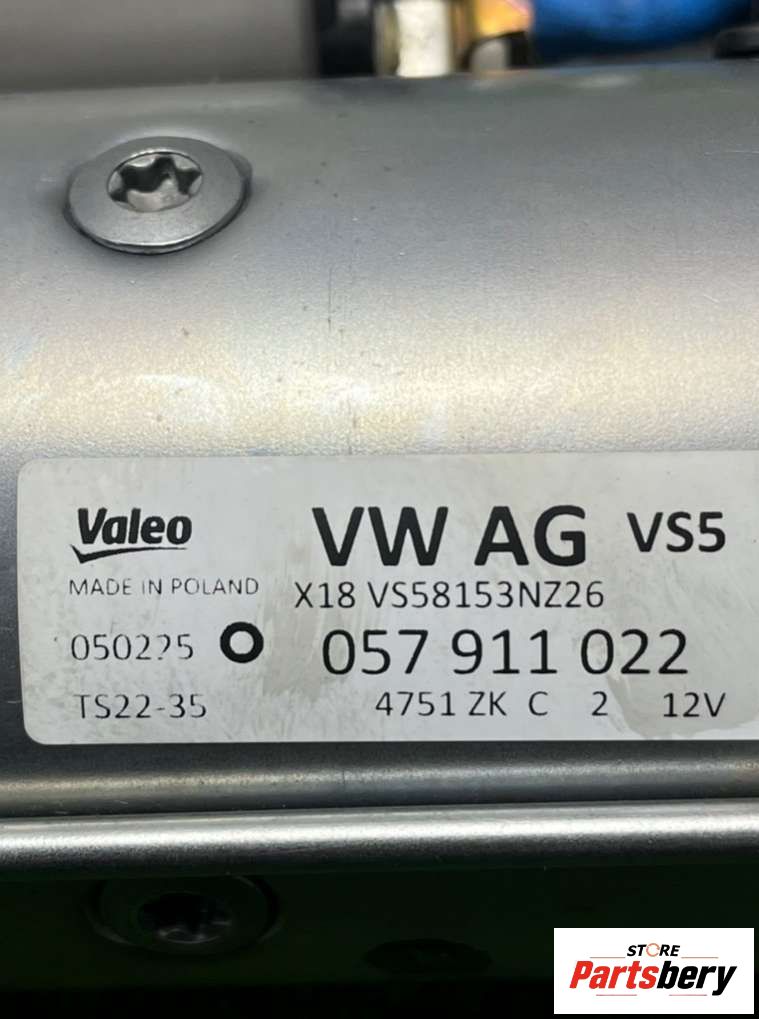 Valeo
VW AG VS5
MADE IN POLAND
X18 VS58153NZ26
O 057 911 022
TS22-35
4751 ZK C 2 12V
STORE
Partsbery